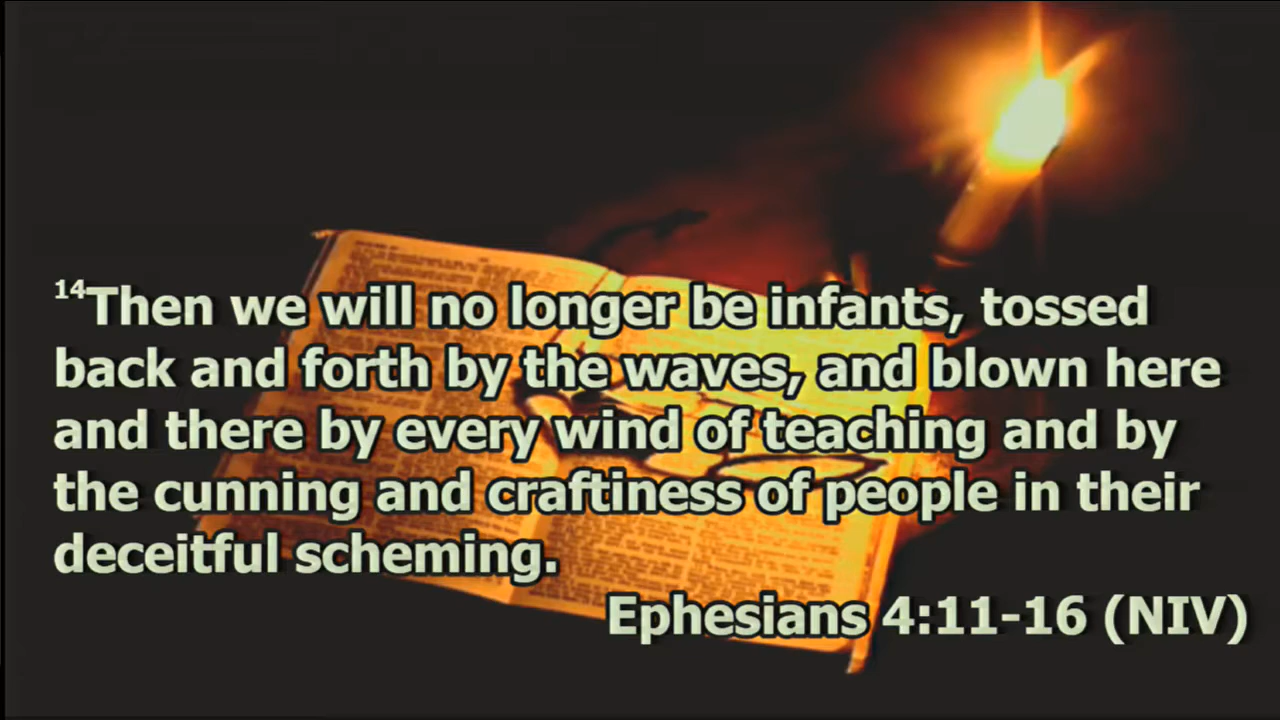 14Then we will no longer be infants, tossed
back and forth by the waves, and blown here
and there by every wind of teaching and by
the cunning and craftiness of people in their
deceitful scheming.
Ephesians 4:11-16 (NIV)